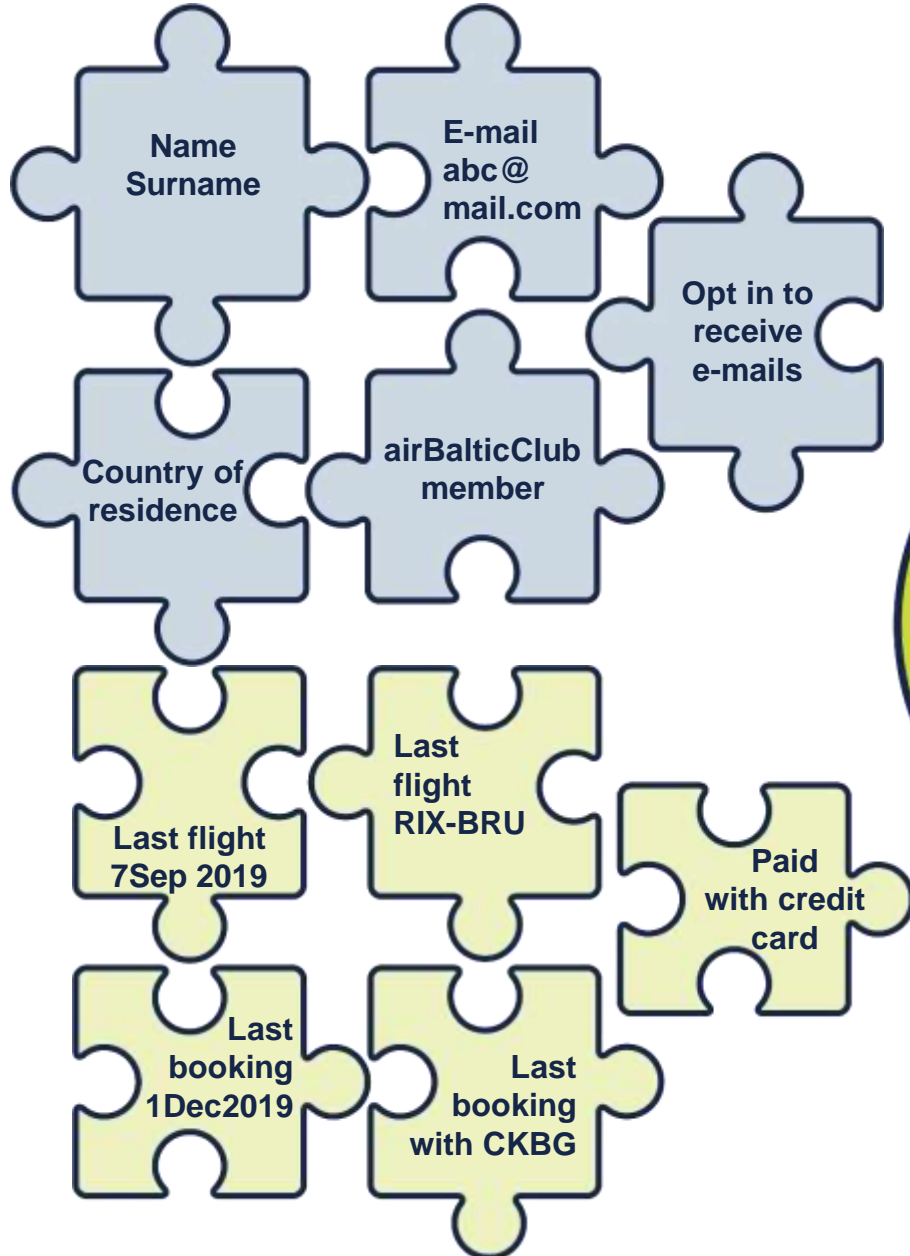 Name
Surname
E-mail
abc@
mail.com
Opt in to
receive
e-mails
Country of
residence
airBalticClub
member
Last flight
7Sep 2019
Last
flight
RIX-BRU
Paid
with credit
card
Last
booking
1Dec2019
Last
booking
with CKBG